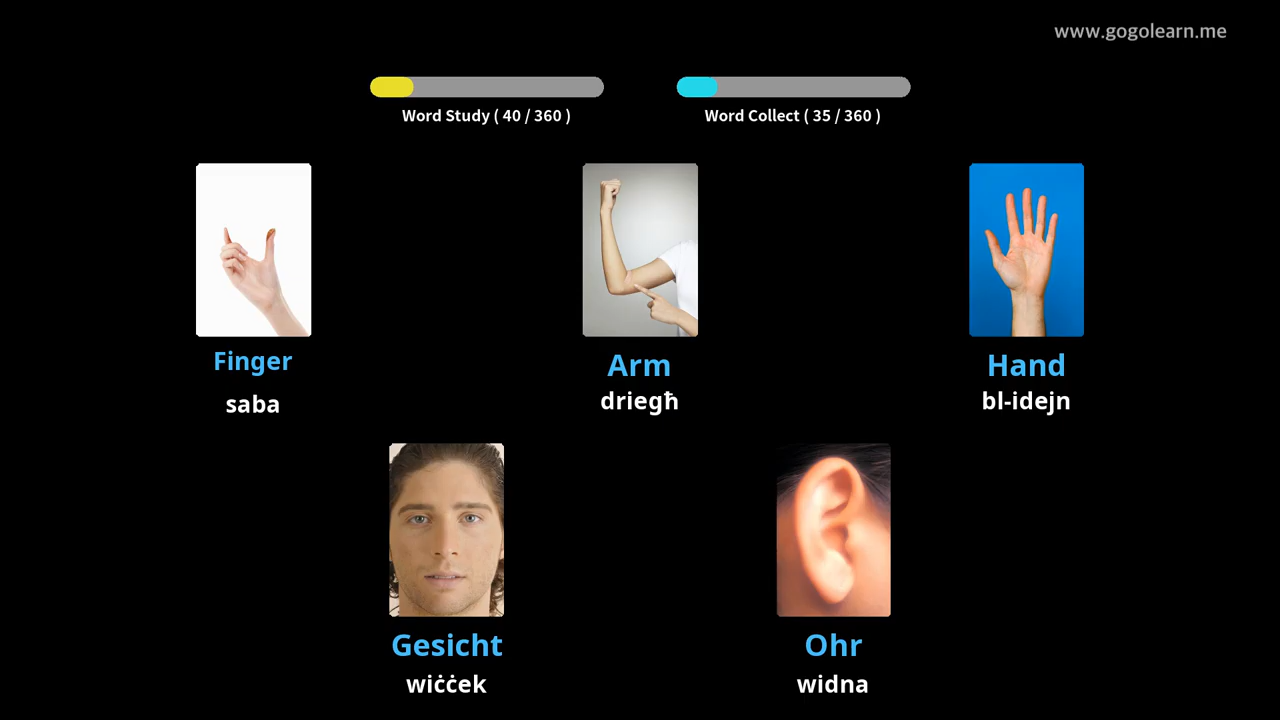 www.gogolearn.me
Word Study ( 40 / 360 )
Word Collect ( 35 / 360 )
Finger
saba
Arm
driegħ
Hand
bl-idejn
Gesicht
wiċċek
Ohr
widna